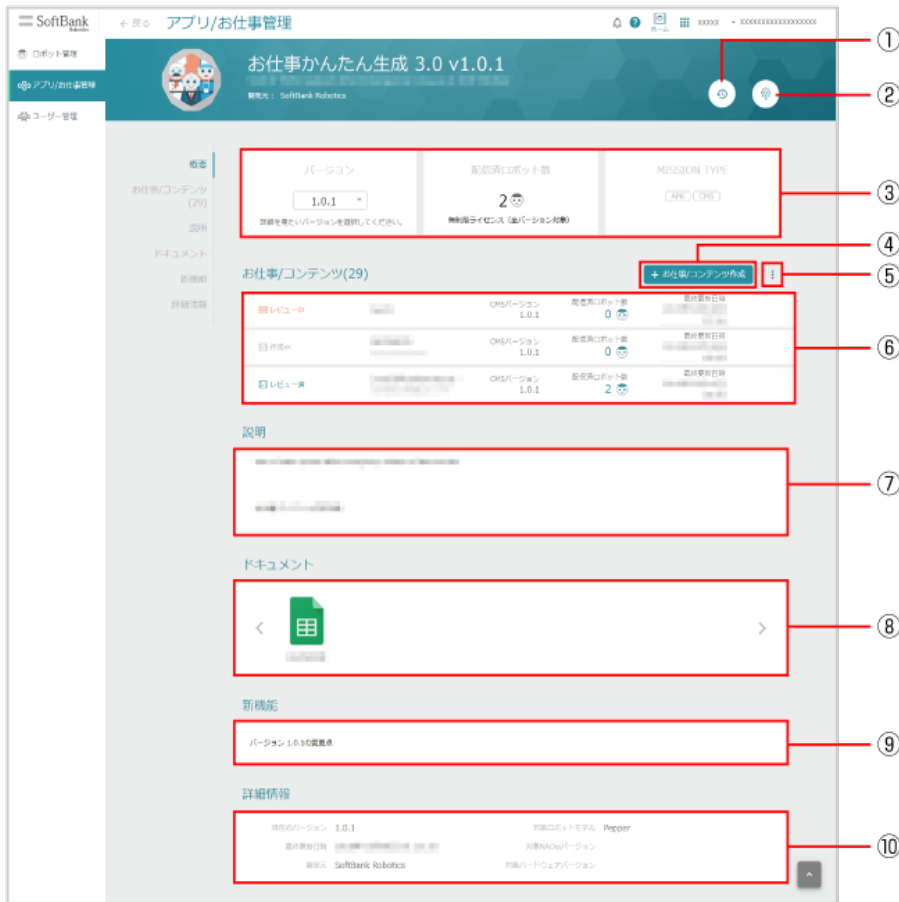 SoftBank
Robotics
← 戻る
アプリ/お仕事管理
ホーム
xxxxx
- xxxxxxxxxxxxxxxxxx
ロボット管理
アプリ/お仕事管理
ユーザー管理
お仕事かんたん生成 3.0 v1.0.1
開発元： SoftBank Robotics
①
②
概要
お仕事/コンテンツ
(29)
説明
ドキュメント
新機能
詳細情報
バージョン
1.0.1
詳細を見たいバージョンを選択してください。
配信済ロボット数
2
無制限ライセンス（全バージョン対象）
MISSION TYPE
APK
CMS
③
④
お仕事/コンテンツ(29)
+ お仕事/コンテンツ作成
⑤
レビュー中
CMSバージョン
1.0.1
配信済ロボット数
0
最終更新日時
作成中
CMSバージョン
1.0.1
配信済ロボット数
0
最終更新日時
⑥
レビュー済
CMSバージョン
1.0.1
配信済ロボット数
2
最終更新日時
説明
⑦
ドキュメント
⑧
新機能
バージョン 1.0.1の変更点
⑨
詳細情報
現在のバージョン 1.0.1
対象ロボットモデル Pepper
最終更新日時
対象NAOqiバージョン
開発元 SoftBank Robotics
対象ハードウェアバージョン
⑩